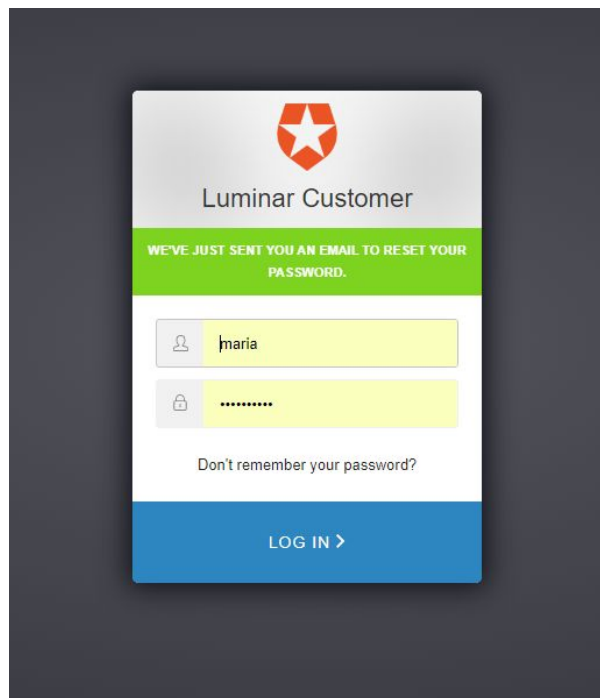 Luminar Customer
WE'VE JUST SENT YOU AN EMAIL TO RESET YOUR
PASSWORD.
maria
••••••••••
Don't remember your password?
LOG IN >